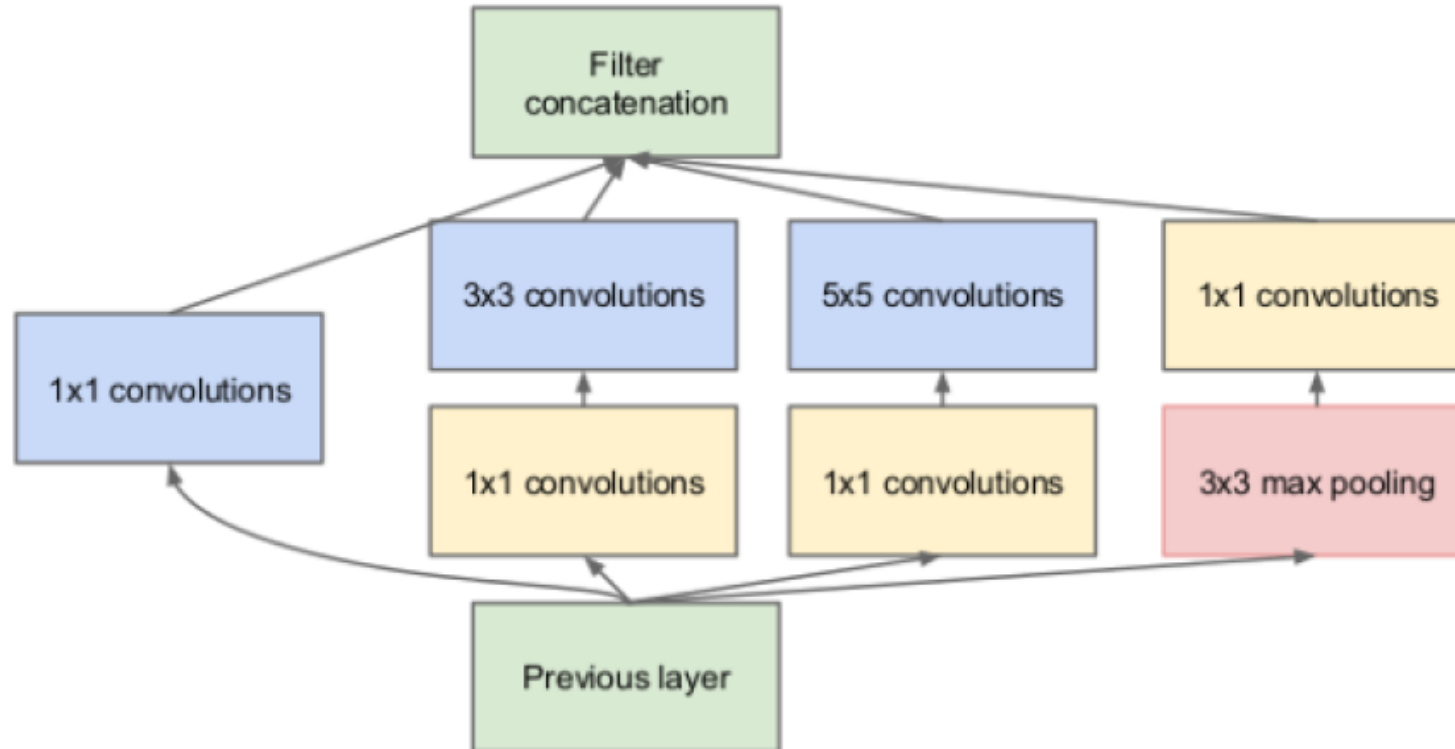 Filter
concatenation
3x3 convolutions
5x5 convolutions
1x1 convolutions
1x1 convolutions
1x1 convolutions
1x1 convolutions
3x3 max pooling
Previous layer